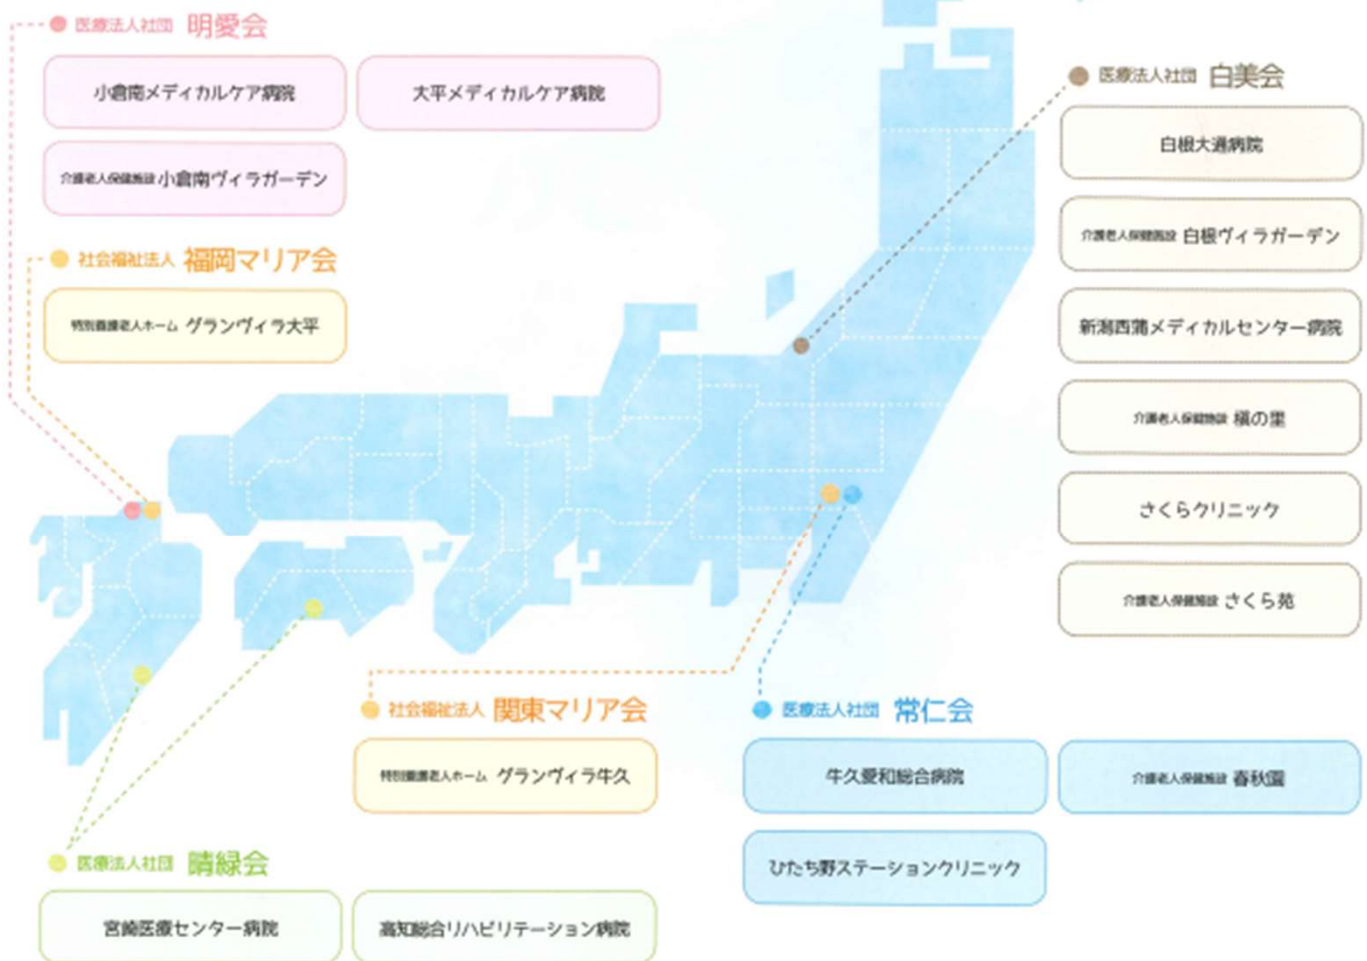 医療法人社団 明愛会
小倉南メディカルケア病院
大平メディカルケア病院
介護老人保健施設 小倉南ヴィラガーデン
社会福祉法人 福岡マリア会
特別養護老人ホーム グランヴィラ大平
医療法人社団 白美会
白根大通病院
介護老人保健施設 白根ヴィラガーデン
新潟西蒲メディカルセンター病院
介護老人保健施設 槇の里
さくらクリニック
介護老人保健施設 さくら苑
社会福祉法人 関東マリア会
特別養護老人ホーム グランヴィラ牛久
医療法人社団 常仁会
牛久愛和総合病院
介護老人保健施設 春秋園
ひたち野ステーションクリニック
医療法人社団 晴緑会
宮崎医療センター病院
高知総合リハビリテーション病院